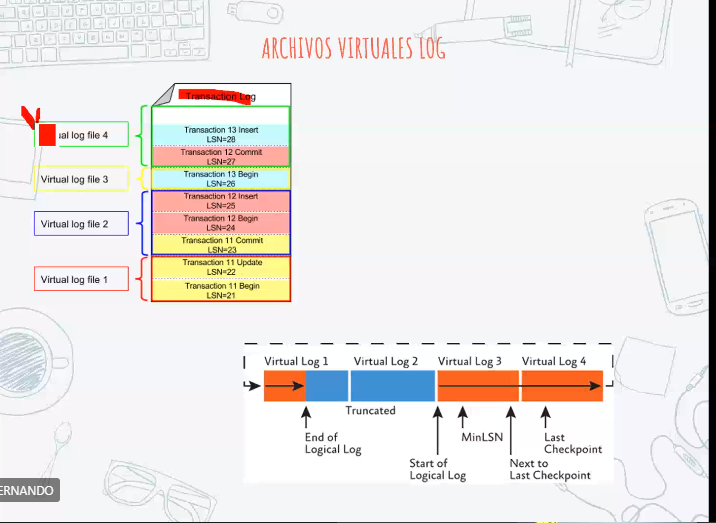 ARCHIVOS VIRTUALES LOG
Transaction Log
Transaction 13 Insert
LSN=28
Transaction 12 Commit
LSN=27
Transaction 13 Begin
LSN=26
Transaction 12 Insert
LSN=25
Transaction 12 Begin
LSN=24
Transaction 11 Commit
LSN=23
Transaction 11 Update
LSN=22
Transaction 11 Begin
LSN=21
ual log file 4
Virtual log file 3
Virtual log file 2
Virtual log file 1
Virtual Log 1
Virtual Log 2
Virtual Log 3
Virtual Log 4
Truncated
End of
Logical Log
Start of
Logical Log
MinLSN
Next to
Last Checkpoint
Last
Checkpoint
ERNANDO